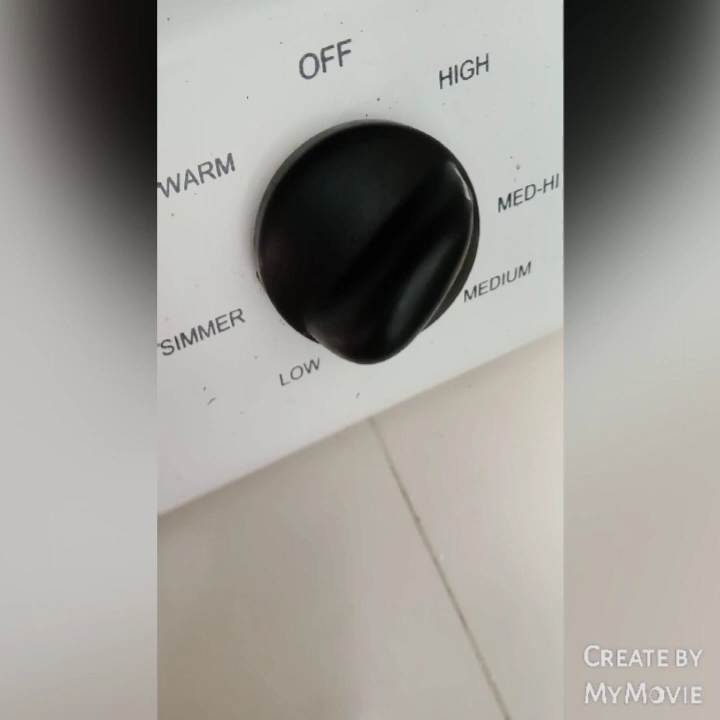 OFF
HIGH
WARM
MED-HI
MEDIUM
SIMMER
LOW
CREATE BY
MYMOVIE